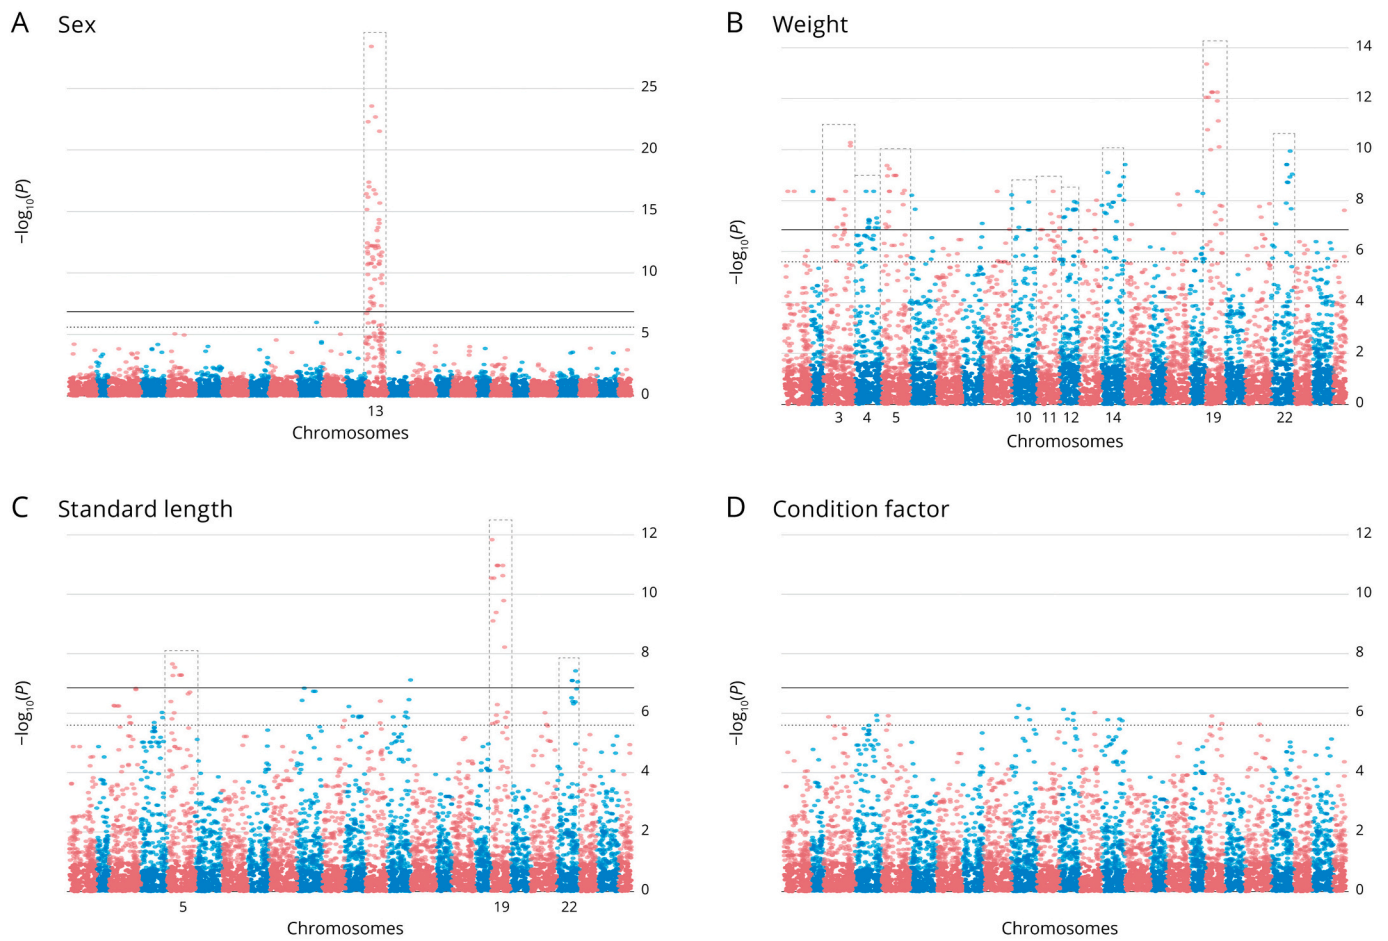 A Sex
25
20
15
10
5
0
−log10(P)
13
Chromosomes
B Weight
14
12
10
8
6
4
2
0
−log10(P)
3 4 5 10 11 12 14 19 22
Chromosomes
C Standard length
12
10
8
6
4
2
0
−log10(P)
5 19 22
Chromosomes
D Condition factor
12
10
8
6
4
2
0
−log10(P)
Chromosomes